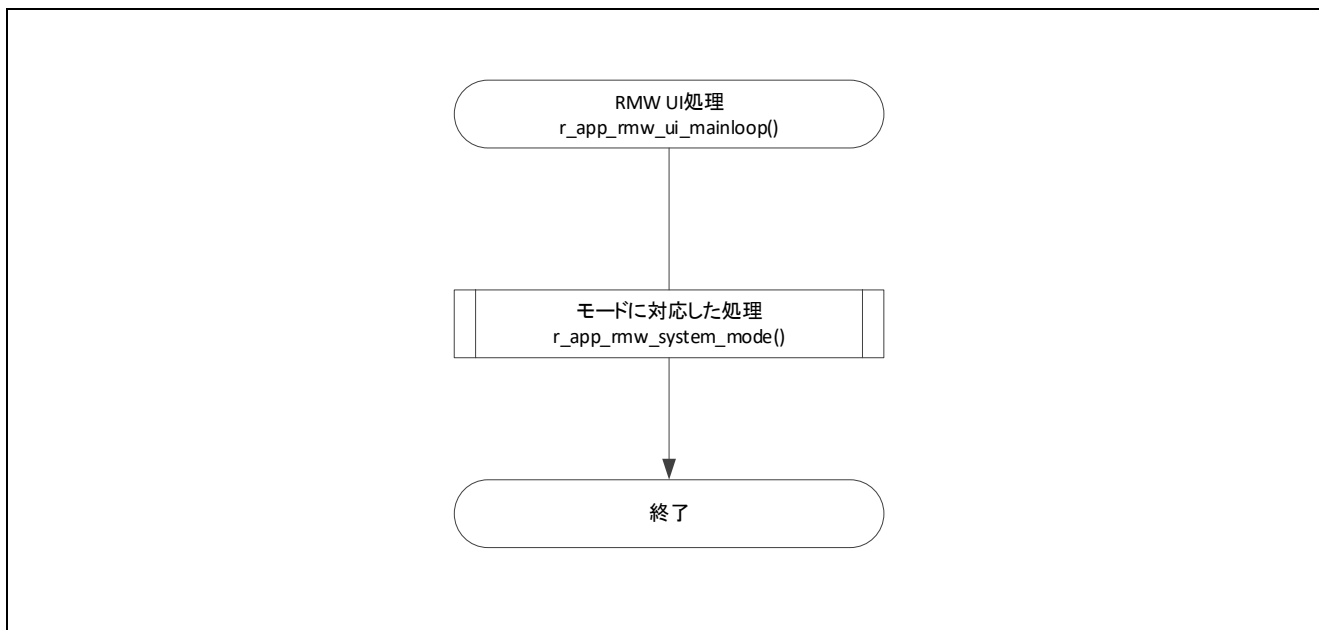 RMW UI処理
r_app_rmw_ui_mainloop()
モードに対応した処理
r_app_rmw_system_mode()
終了